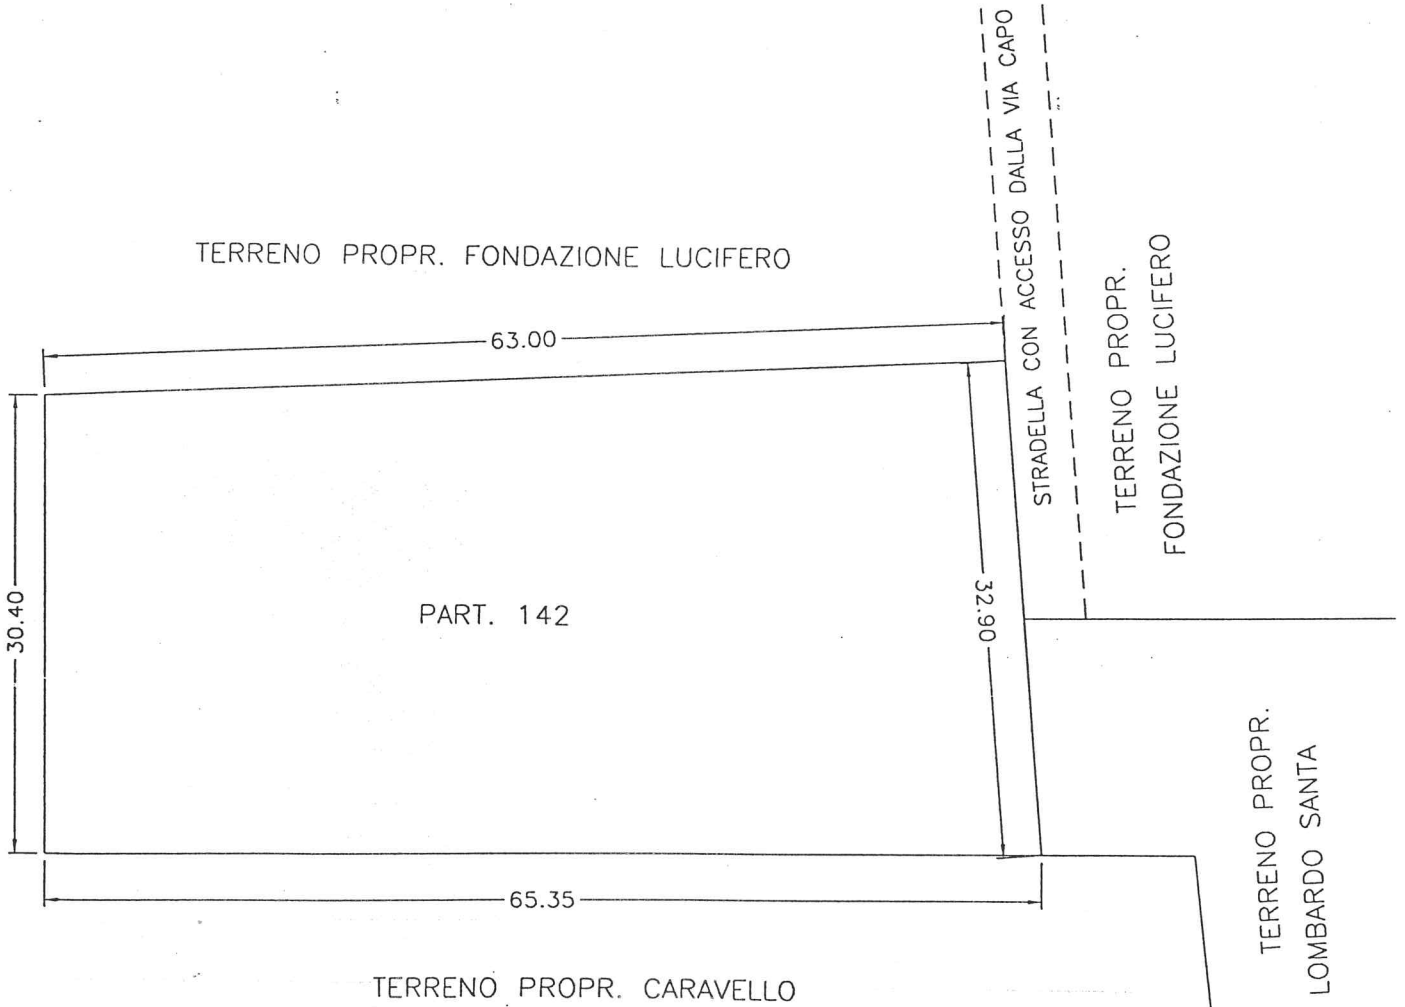 STRADELLA CON ACCESSO DALLA VIA CAPO
TERRENO PROPR. FONDAZIONE LUCIFERO
TERRENO PROPR.
FONDAZIONE LUCIFERO
63.00
30.40
PART. 142
32.90
65.35
TERRENO PROPR.
LOMBARDO SANTA
TERRENO PROPR. CARAVELLO